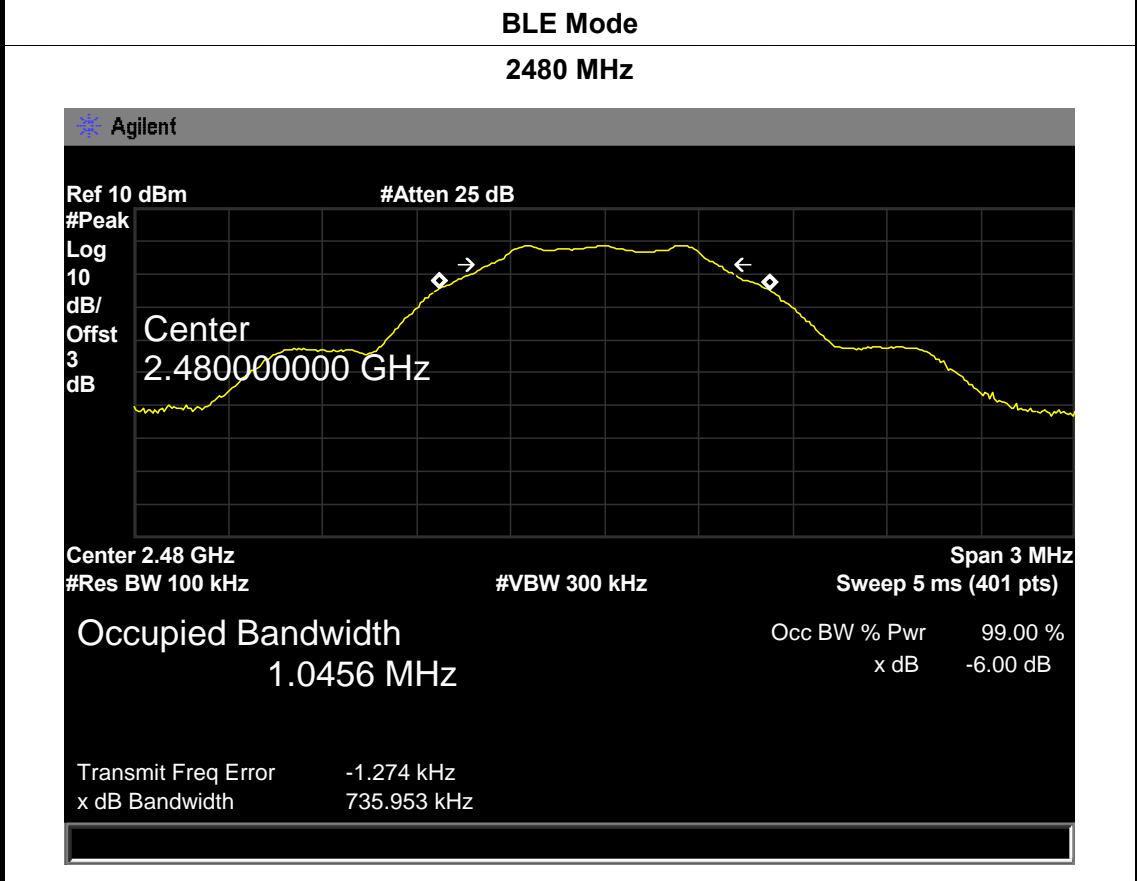 BLE Mode
2480 MHz
Agilent
Ref 10 dBm #Atten 25 dB
#Peak
Log
10
dB/
Offst
3
dB
Center
2.480000000 GHz
Center 2.48 GHz Span 3 MHz
#Res BW 100 kHz #VBW 300 kHz Sweep 5 ms (401 pts)
Occupied Bandwidth Occ BW % Pwr 99.00 %
1.0456 MHz x dB -6.00 dB
Transmit Freq Error -1.274 kHz
x dB Bandwidth 735.953 kHz